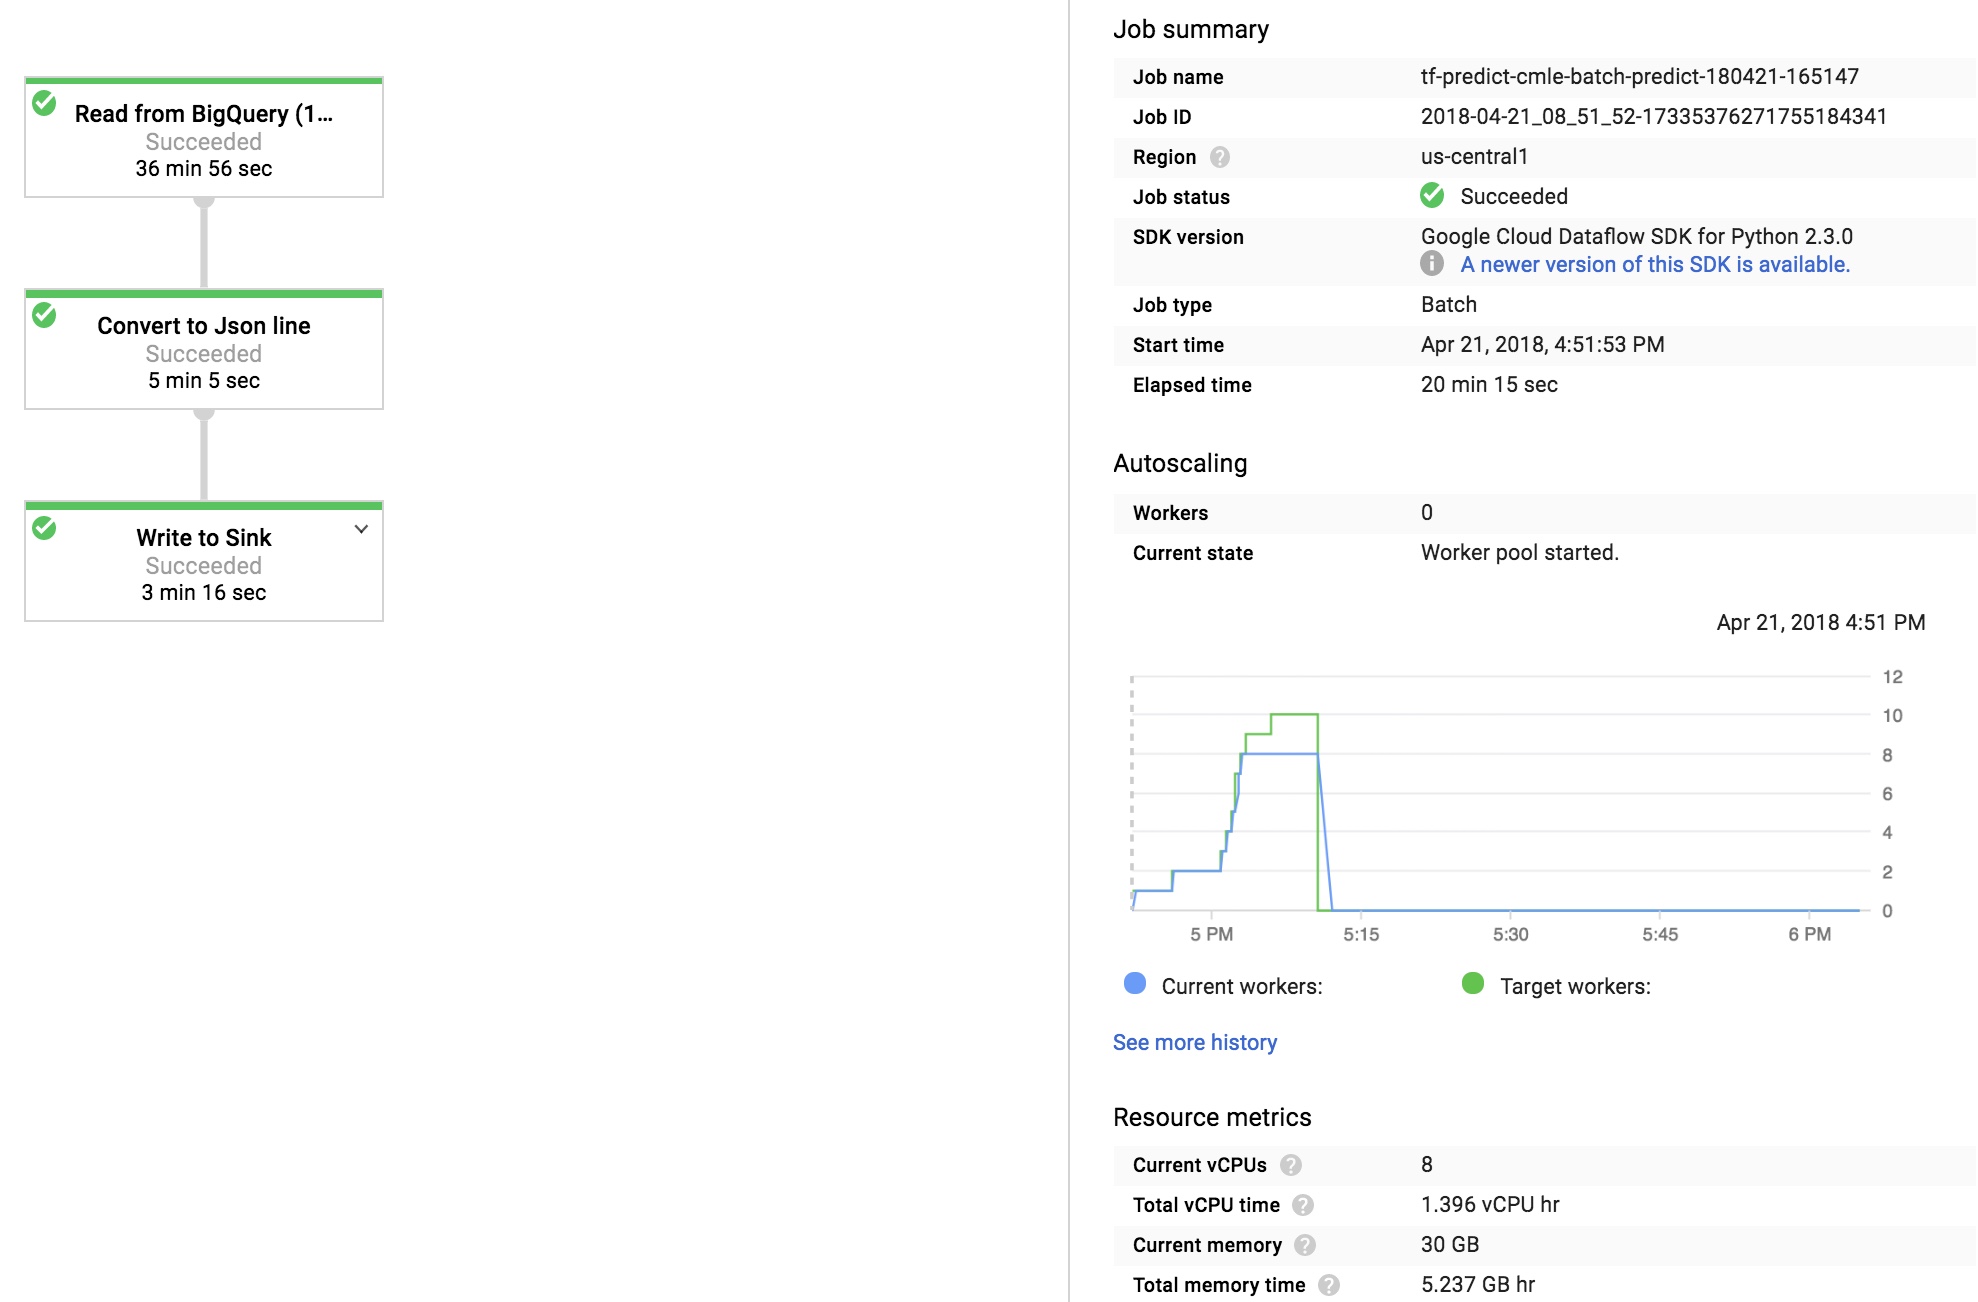 Read from BigQuery (1...
Succeeded
36 min 56 sec
Convert to Json line
Succeeded
5 min 5 sec
Write to Sink
Succeeded
3 min 16 sec
Job summary
Job name tf-predict-cmle-batch-predict-180421-165147
Job ID 2018-04-21_08_51_52-17335376271755184341
Region ? us-central1
Job status Succeeded
SDK version Google Cloud Dataflow SDK for Python 2.3.0
i A newer version of this SDK is available.
Job type Batch
Start time Apr 21, 2018, 4:51:53 PM
Elapsed time 20 min 15 sec
Autoscaling
Workers 0
Current state Worker pool started.
Apr 21, 2018 4:51 PM
12
10
8
6
4
2
0
5 PM 5:15 5:30 5:45 6 PM
Current workers: Target workers:
See more history
Resource metrics
Current vCPUs ? 8
Total vCPU time ? 1.396 vCPU hr
Current memory ? 30 GB
Total memory time ? 5.237 GB hr